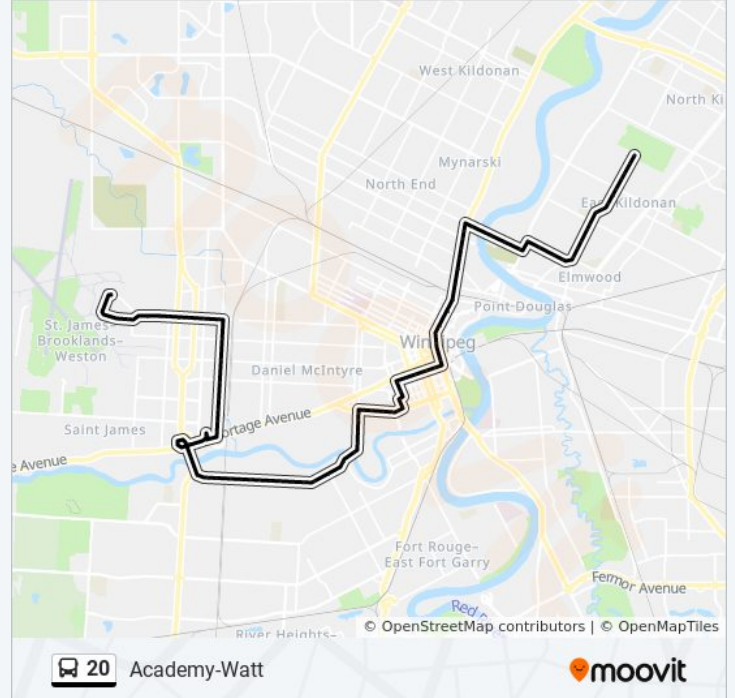 West Kildonan
North Ki
Mynarski
North End
East Kildonan
Elmwood
Point Douglas
St. James-
Brooklands-
Weston
Winnipeg
Daniel McIntyre
Portage Avenue
Saint James
e Avenue
Fort Rouge-
East Fort Garry
Fermor Avenue
Red
River Heights-
© OpenStreetMap contributors | © OpenMapTiles
20 Academy-Watt
moovit